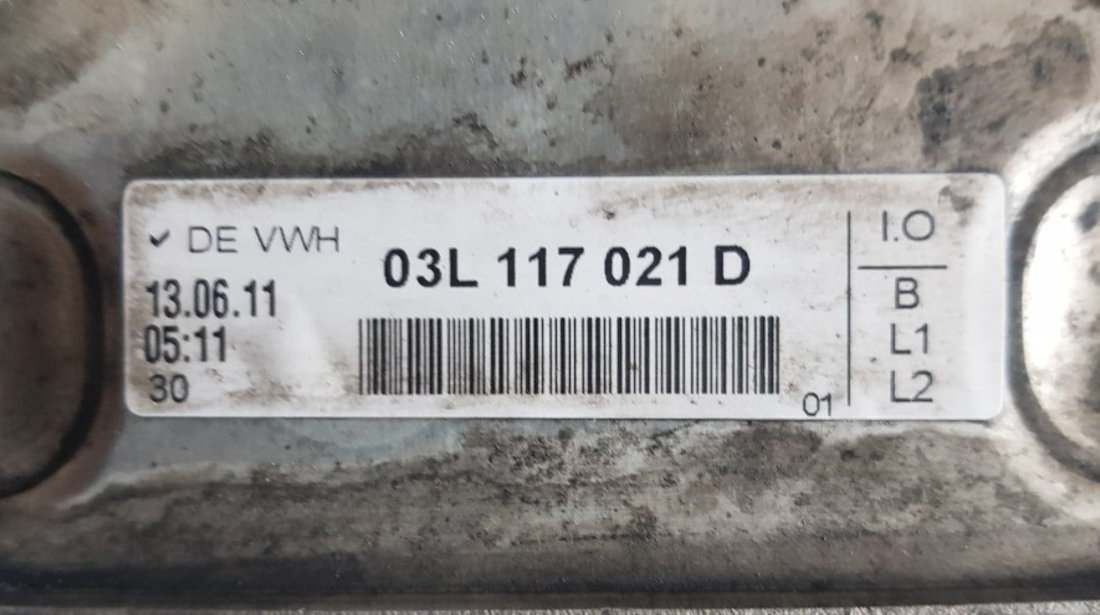 ✓ DE VWH
13.06.11
05:11
30
03L 117 021 D
01
I.O
B
L1
L2